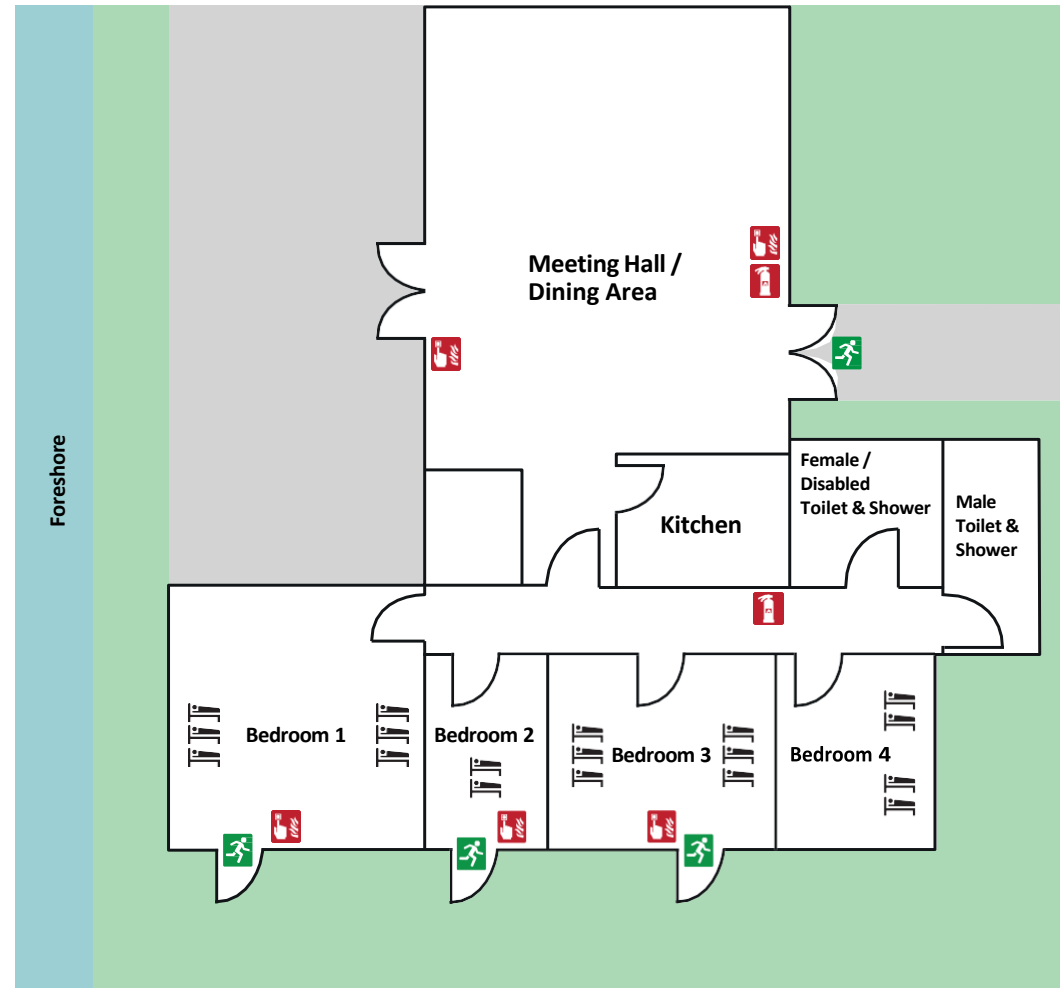 Meeting Hall /
Dining Area
Foreshore
Female /
Disabled
Toilet & Shower
Male
Toilet &
Shower
Kitchen
Bedroom 1
Bedroom 2
Bedroom 3
Bedroom 4